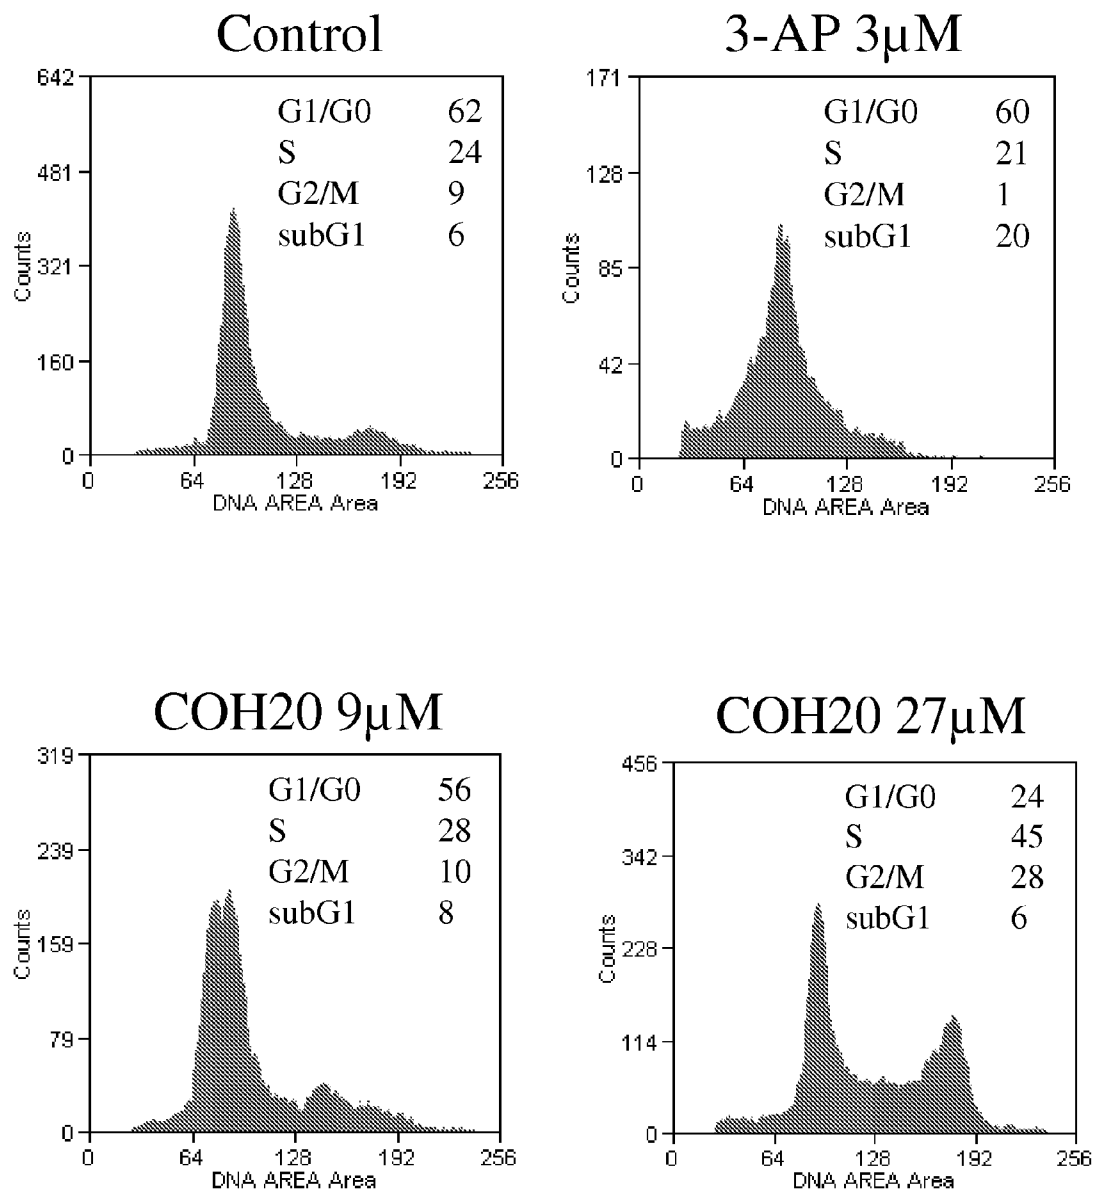 Control
642
481
321
160
0
Counts
G1/G0 62
S 24
G2/M 9
subG1 6
0 64 128 192 256
DNA AREA Area
3-AP 3µM
171
128
85
42
0
Counts
G1/G0 60
S 21
G2/M 1
subG1 20
0 64 128 192 256
DNA AREA Area
COH20 9µM
319
239
159
79
0
Counts
G1/G0 56
S 28
G2/M 10
subG1 8
0 64 128 192 256
DNA AREA Area
COH20 27µM
456
342
228
114
0
Counts
G1/G0 24
S 45
G2/M 28
subG1 6
0 64 128 192 256
DNA AREA Area